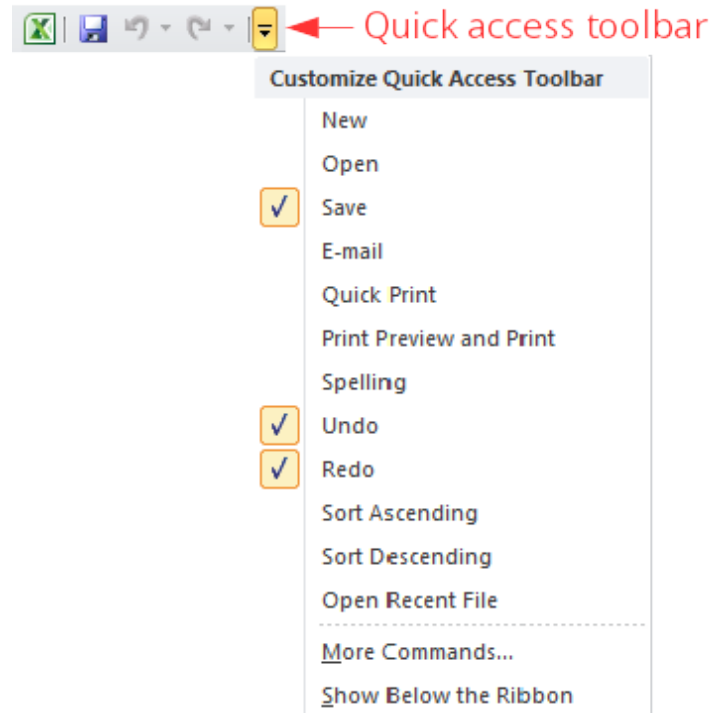 Quick access toolbar
Customize Quick Access Toolbar
New
Open
Save
E-mail
Quick Print
Print Preview and Print
Spelling
Undo
Redo
Sort Ascending
Sort Descending
Open Recent File
More Commands...
Show Below the Ribbon